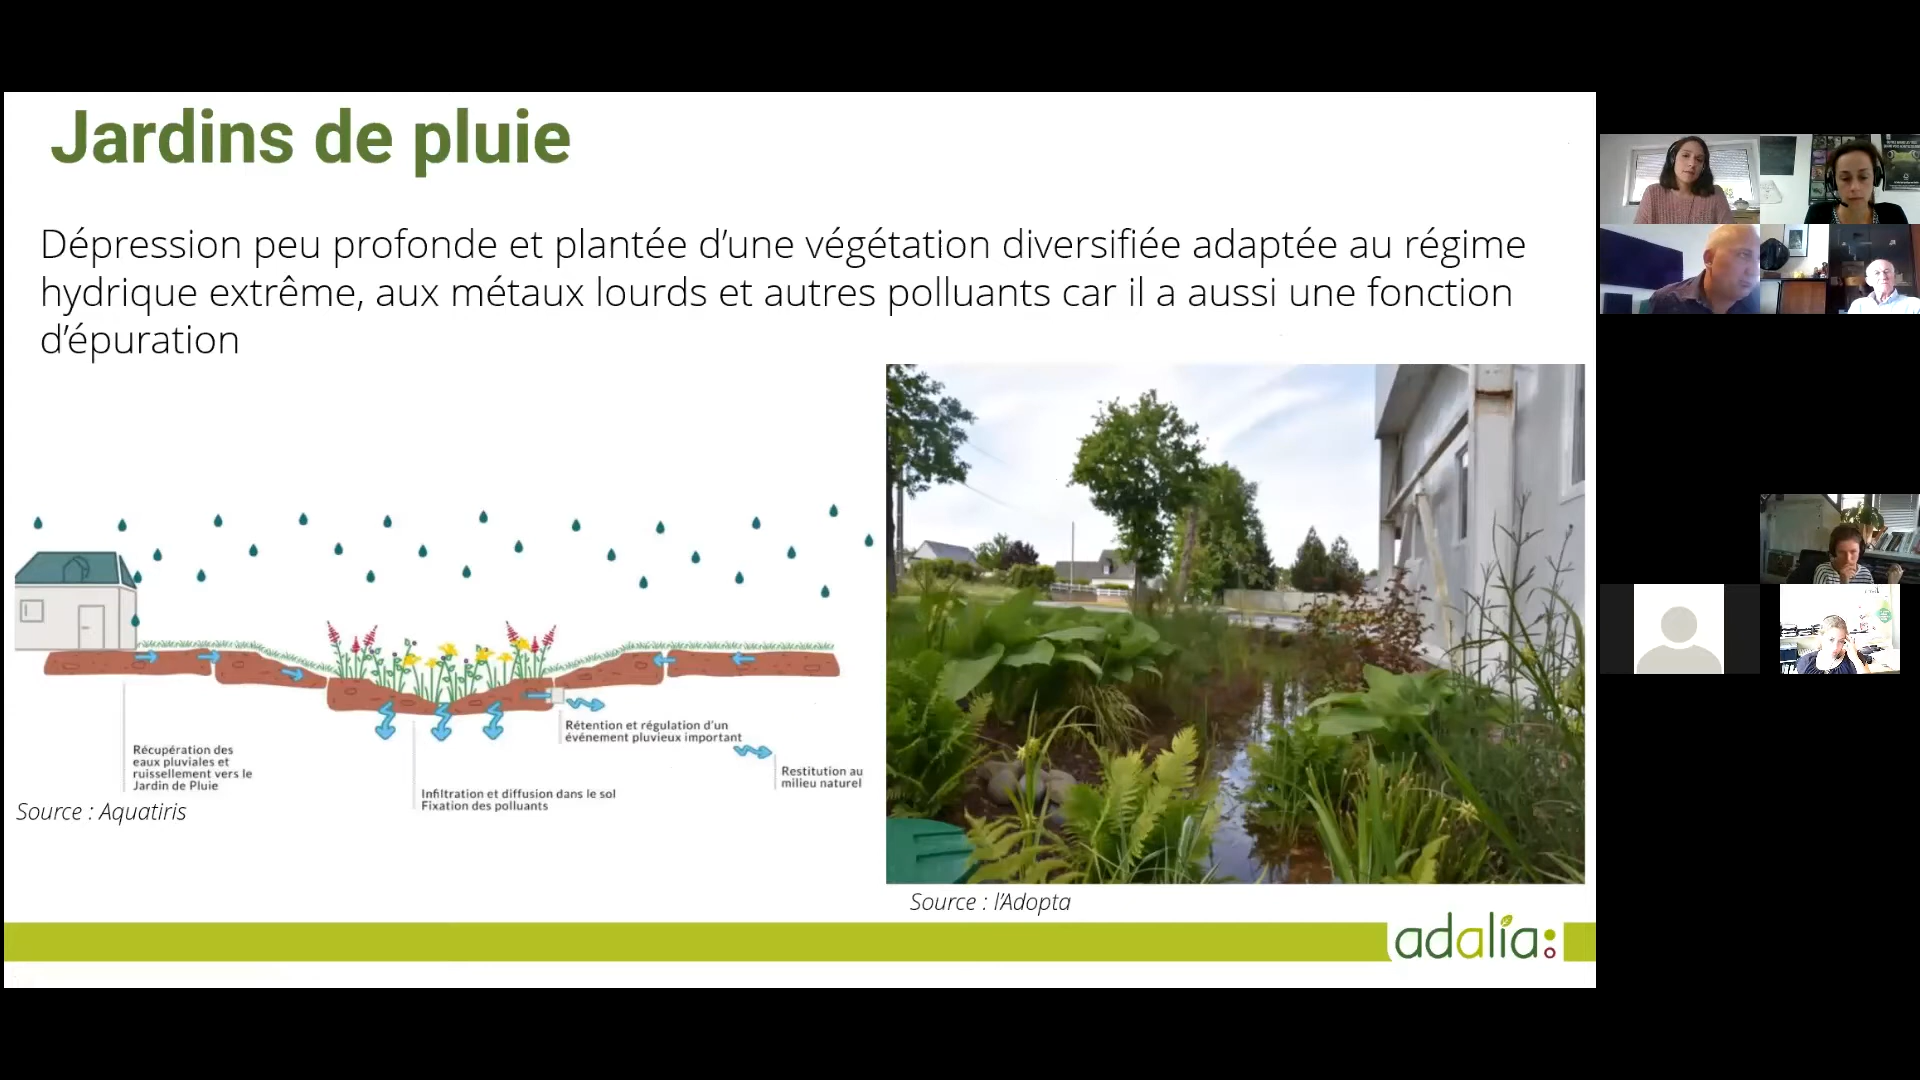 Jardins de pluie
Dépression peu profonde et plantée d’une végétation diversifiée adaptée au régime
hydrique extrême, aux métaux lourds et autres polluants car il a aussi une fonction
d’épuration
Récupération des
eaux pluviales et
ruissellement vers le
Jardin de Pluie
Infiltration et diffusion dans le sol
Fixation des polluants
Rétention et régulation d’un
événement pluvieux important
Restitution au
milieu naturel
Source : Aquatiris
Source : l’Adopta
adalia